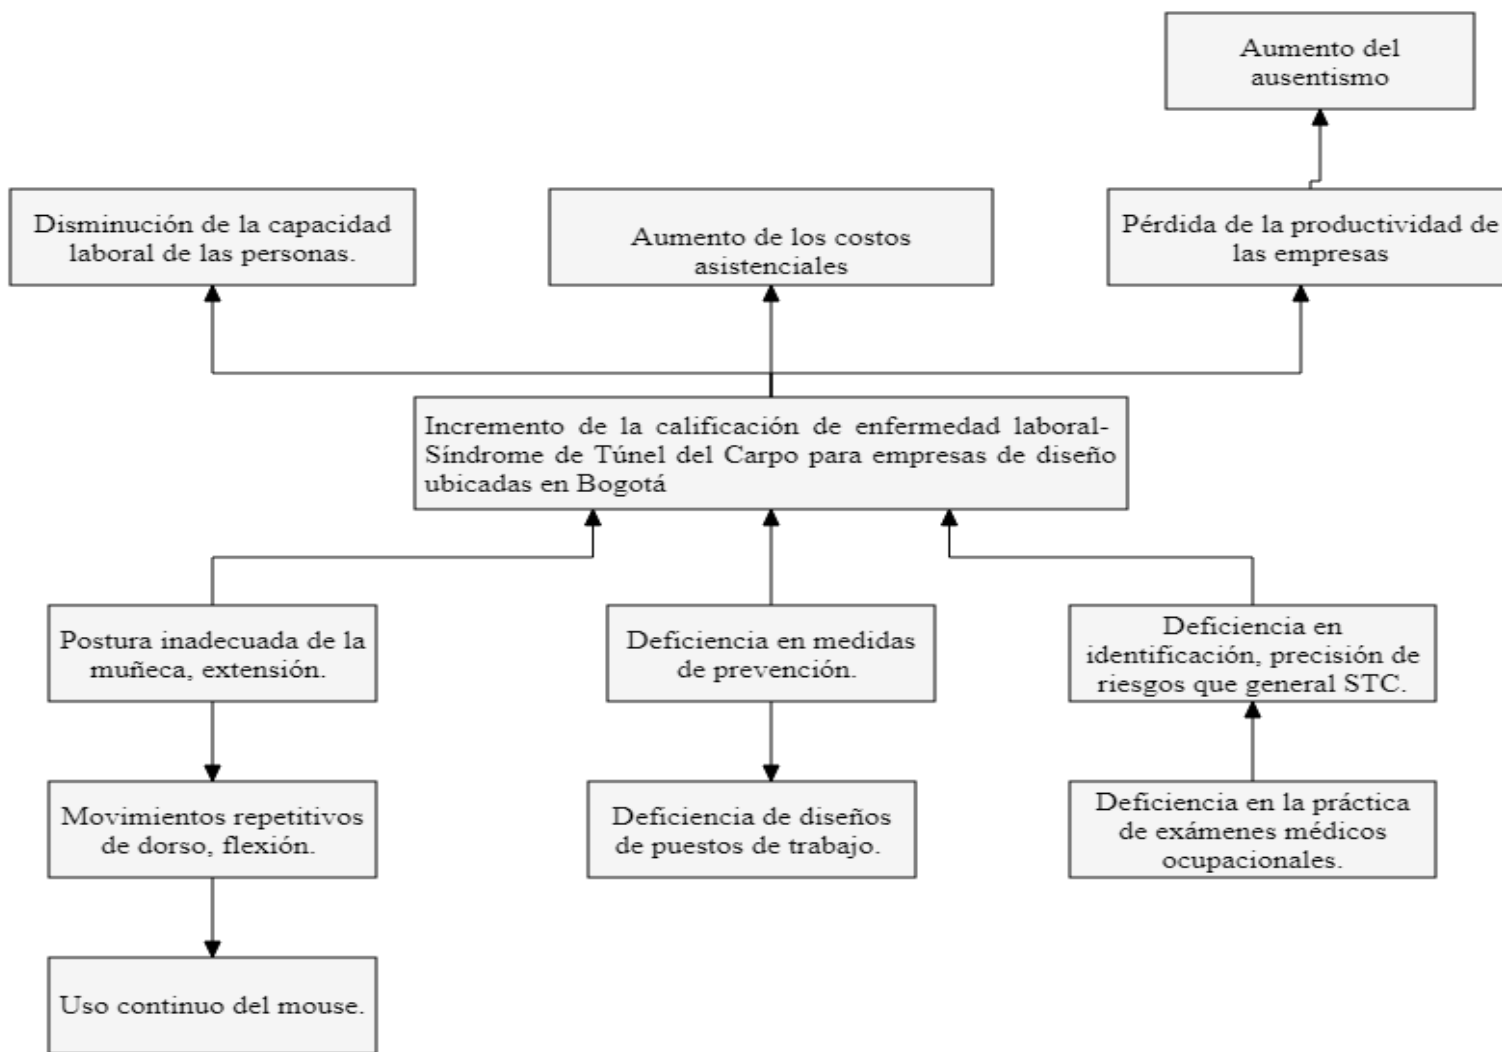 Aumento del
ausentismo
Disminución de la capacidad
laboral de las personas.
Aumento de los costos
asistenciales
Pérdida de la productividad de
las empresas
Incremento de la calificación de enfermedad laboral-
Síndrome de Túnel del Carpo para empresas de diseño
ubicadas en Bogotá
Postura inadecuada de la
muñeca, extensión.
Deficiencia en medidas
de prevención.
Deficiencia en
identificación, precisión de
riesgos que general STC.
Movimientos repetitivos
de dorso, flexión.
Deficiencia de diseños
de puestos de trabajo.
Deficiencia en la práctica
de exámenes médicos
ocupacionales.
Uso continuo del mouse.